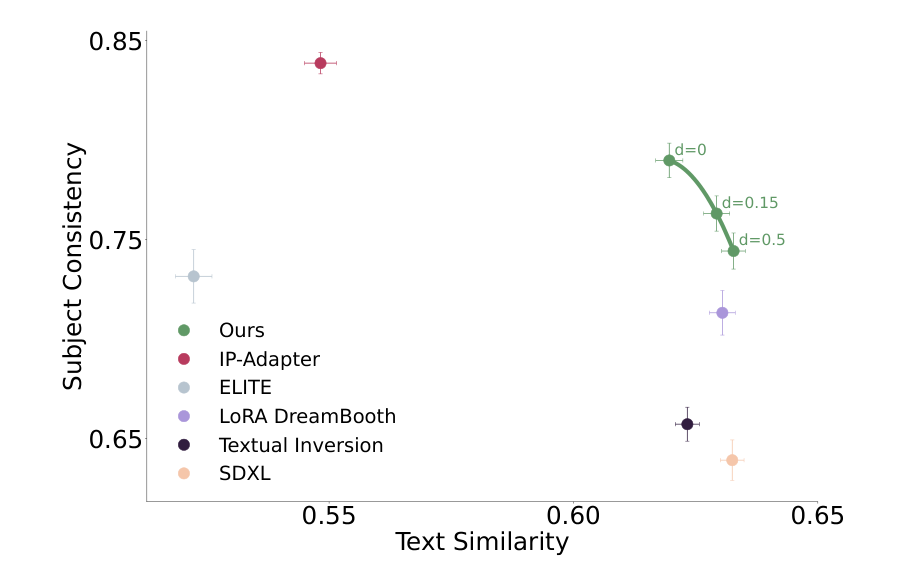 0.85
0.75
0.65
Subject Consistency
d=0
d=0.15
d=0.5
Ours
IP-Adapter
ELITE
LoRA DreamBooth
Textual Inversion
SDXL
0.55
0.60
0.65
Text Similarity